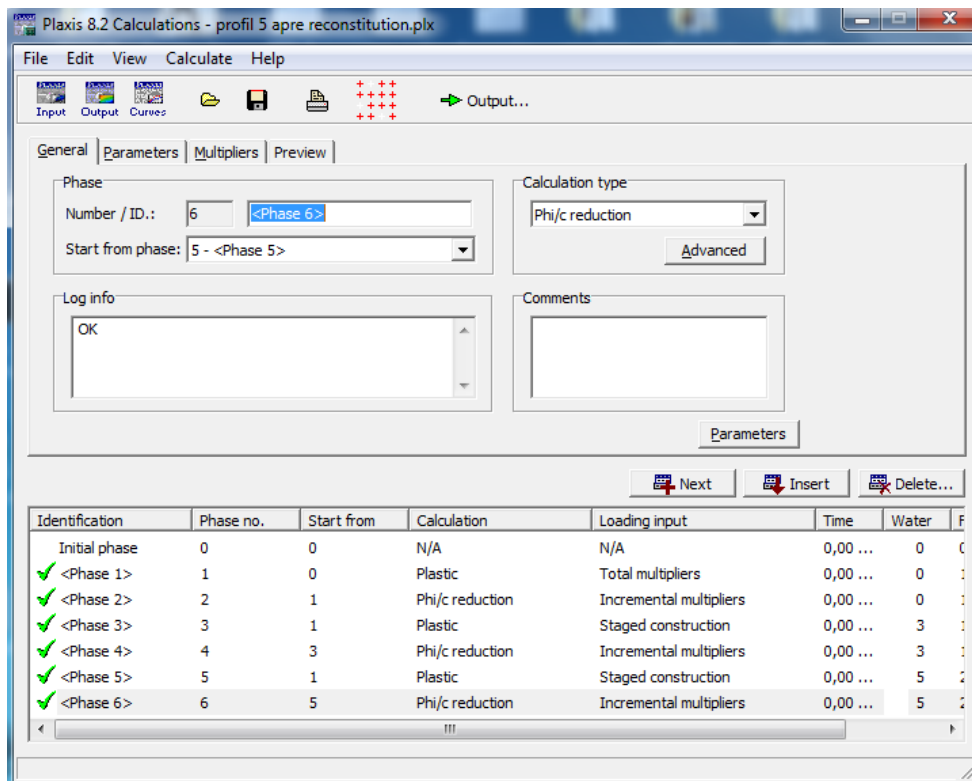 Plaxis 8.2 Calculations - profil 5 apre reconstitution.plx
File Edit View Calculate Help
Input Output Curves Output...
General Parameters Multipliers Preview
Phase
Number / ID.: 6 <Phase 6>
Start from phase: 5 - <Phase 5>
Calculation type
Phi/c reduction
Advanced
Log info
OK
Comments
Parameters
Next Insert Delete...
Identification Phase no. Start from Calculation Loading input Time Water F
Initial phase 0 0 N/A N/A 0,00 ... 0 0
<Phase 1> 1 0 Plastic Total multipliers 0,00 ... 0
<Phase 2> 2 1 Phi/c reduction Incremental multipliers 0,00 ... 0
<Phase 3> 3 1 Plastic Staged construction 0,00 ... 3
<Phase 4> 4 3 Phi/c reduction Incremental multipliers 0,00 ... 3
<Phase 5> 5 1 Plastic Staged construction 0,00 ... 5
<Phase 6> 6 5 Phi/c reduction Incremental multipliers 0,00 ... 5